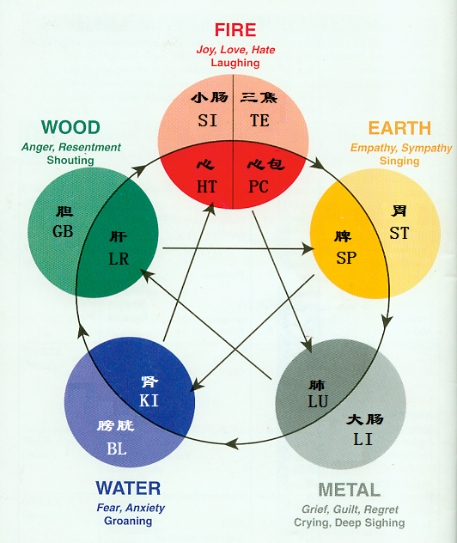 FIRE
Joy, Love, Hate
Laughing
小肠 三焦
SI TE
心 心包
HT PC
WOOD
Anger, Resentment
Shouting
胆
GB
肝
LR
EARTH
Empathy, Sympathy
Singing
脾
SP
胃
ST
肾
KI
膀胱
BL
WATER
Fear, Anxiety
Groaning
肺
LU
大肠
LI
METAL
Grief, Guilt, Regret
Crying, Deep Sighing